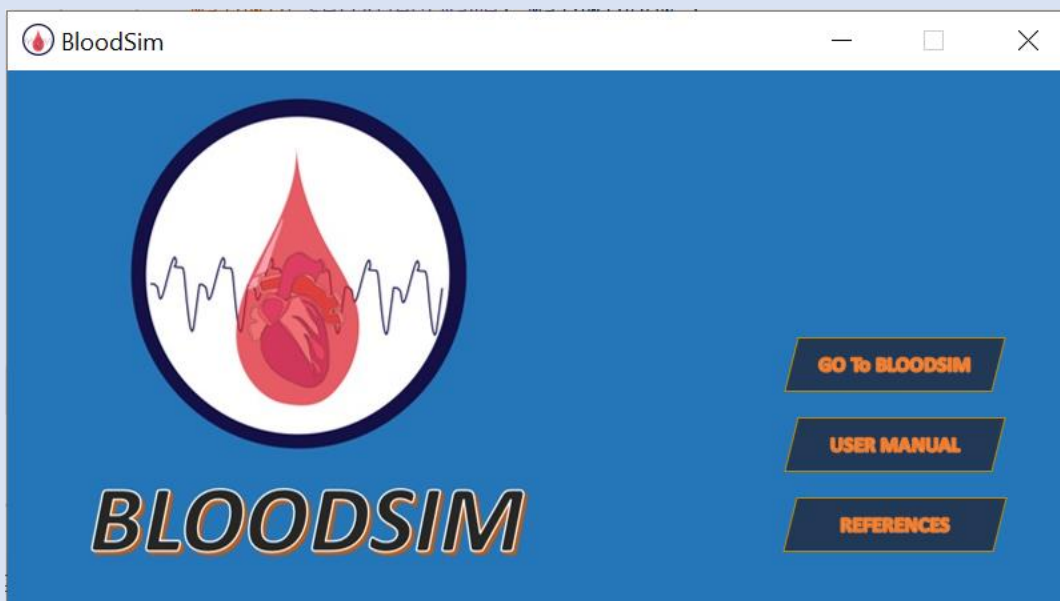 BloodSim
GO To BLOODSIM
USER MANUAL
REFERENCES
BLOODSIM